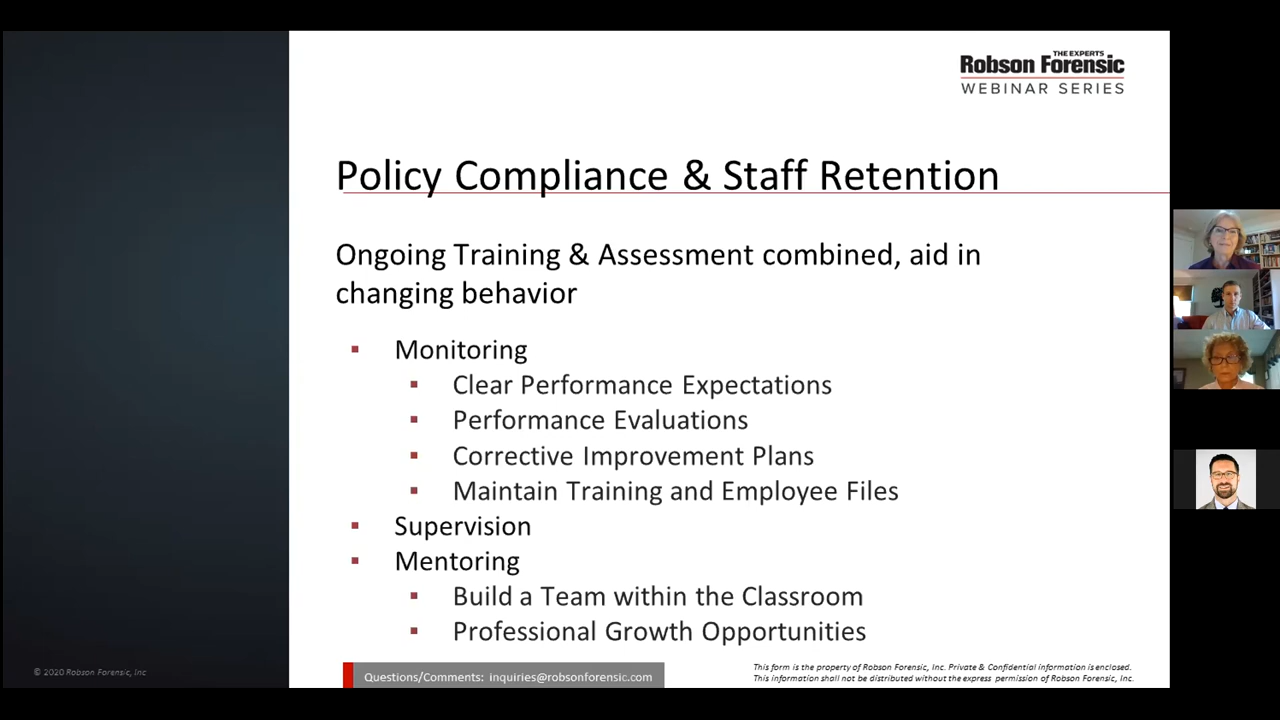 THE EXPERTS
Robson Forensic
WEBINAR SERIES
Policy Compliance & Staff Retention
Ongoing Training & Assessment combined, aid in
changing behavior
▪ Monitoring
▪ Clear Performance Expectations
▪ Performance Evaluations
▪ Corrective Improvement Plans
▪ Maintain Training and Employee Files
▪ Supervision
▪ Mentoring
▪ Build a Team within the Classroom
▪ Professional Growth Opportunities
© 2020 Robson Forensic, Inc
Questions/Comments: inquiries@robsonforensic.com
This form is the property of Robson Forensic, Inc. Private & Confidential information is enclosed.
This information shall not be distributed without the express permission of Robson Forensic, Inc.